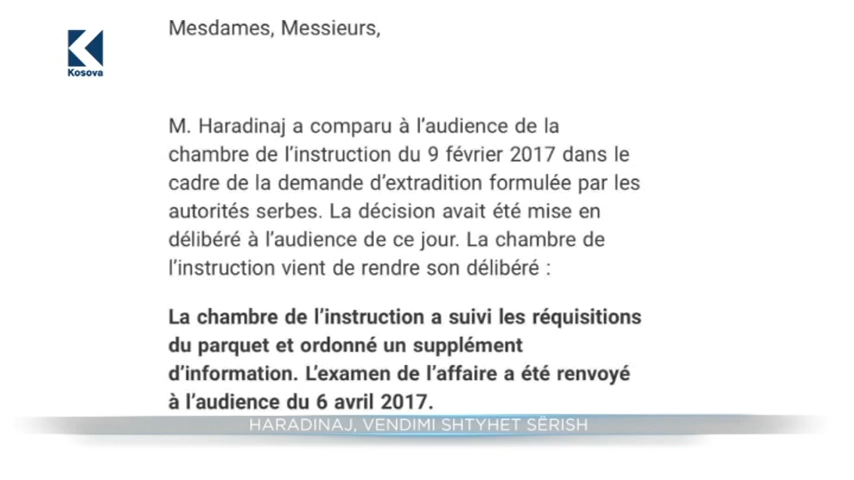 Mesdames, Messieurs,
Kosova
M. Haradinaj a comparu à l'audience de la
chambre de l'instruction du 9 février 2017 dans le
cadre de la demande d'extradition formulée par les
autorités serbes. La décision avait été mise en
délibéré à l'audience de ce jour. La chambre de
l'instruction vient de rendre son délibéré :
La chambre de l'instruction a suivi les réquisitions
du parquet et ordonné un supplément
d'information. L'examen de l'affaire a été renvoyé
à l'audience du 6 avril 2017.
HARADINAJ, VENDIMI SHTYHET SËRISH